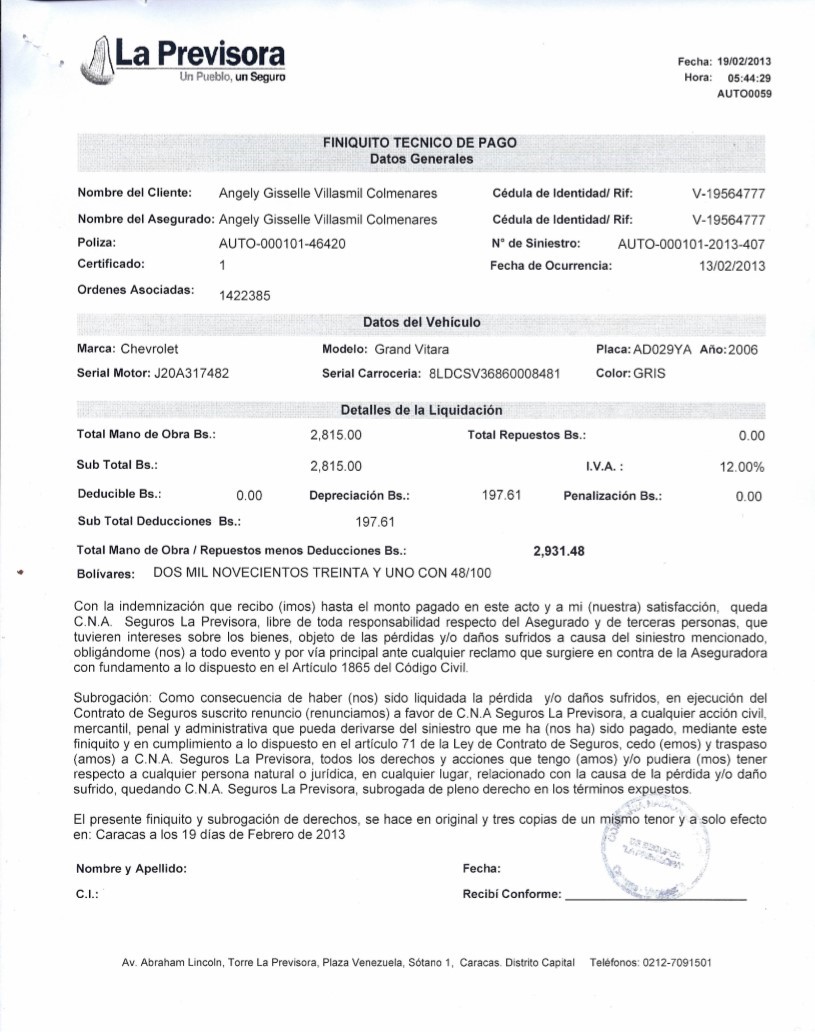 La Previsora
Un Pueblo, un Seguro
Fecha: 19/02/2013
Hora: 05:44:29
AUTO0059
FINIQUITO TECNICO DE PAGO
Datos Generales
Nombre del Cliente: Angely Gisselle Villasmil Colmenares Cédula de Identidad/ Rif: V-19564777
Nombre del Asegurado: Angely Gisselle Villasmil Colmenares Cédula de Identidad/ Rif: V-19564777
Poliza: AUTO-000101-46420 N° de Siniestro: AUTO-000101-2013-407
Certificado: 1 Fecha de Ocurrencia: 13/02/2013
Ordenes Asociadas: 1422385
Datos del Vehículo
Marca: Chevrolet Modelo: Grand Vitara Placa: AD029YA Año: 2006
Serial Motor: J20A317482 Serial Carroceria: 8LDCSV36860008481 Color: GRIS
Detalles de la Liquidación
Total Mano de Obra Bs.: 2,815.00 Total Repuestos Bs.: 0.00
Sub Total Bs.: 2,815.00 I.V.A. : 12.00%
Deducible Bs.: 0.00 Depreciación Bs.: 197.61 Penalización Bs.: 0.00
Sub Total Deducciones Bs.: 197.61
Total Mano de Obra / Repuestos menos Deducciones Bs.: 2,931.48
Bolivares: DOS MIL NOVECIENTOS TREINTA Y UNO CON 48/100
Con la indemnización que recibo (imos) hasta el monto pagado en este acto y a mi (nuestra) satisfacción, queda
C.N.A. Seguros La Previsora, libre de toda responsabilidad respecto del Asegurado y de terceras personas, que
tuvieren intereses sobre los bienes, objeto de las pérdidas y/o daños sufridos a causa del siniestro mencionado,
obligándome (nos) a todo evento y por vía principal ante cualquier reclamo que surgiere en contra de la Aseguradora
con fundamento a lo dispuesto en el Artículo 1865 del Código Civil.
Subrogación: Como consecuencia de haber (nos) sido liquidada la pérdida y/o daños sufridos, en ejecución del
Contrato de Seguros suscrito renuncio (renunciamos) a favor de C.N.A Seguros La Previsora, a cualquier acción civil,
mercantil, penal y administrativa que pueda derivarse del siniestro que me ha (nos ha) sido pagado, mediante este
finiquito y en cumplimiento a lo dispuesto en el artículo 71 de la Ley de Contrato de Seguros, cedo (emos) y traspaso
(amos) a C.N.A. Seguros La Previsora, todos los derechos y acciones que tengo (amos) y/o pudiera (mos) tener
respecto a cualquier persona natural o jurídica, en cualquier lugar, relacionado con la causa de la pérdida y/o daño
sufrido, quedando C.N.A. Seguros La Previsora, subrogada de pleno derecho en los términos expuestos.
El presente finiquito y subrogación de derechos, se hace en original y tres copias de un mismo tenor y a solo efecto
en: Caracas a los 19 días de Febrero de 2013
Nombre y Apellido: Fecha:
C.I.: Recibí Conforme:
Av. Abraham Lincoln, Torre La Previsora, Plaza Venezuela, Sótano 1, Caracas. Distrito Capital Teléfonos: 0212-7091501